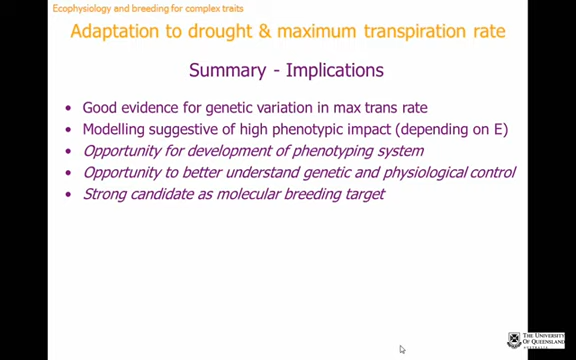 Ecophysiology and breeding for complex traits
Adaptation to drought & maximum transpiration rate
Summary - Implications
• Good evidence for genetic variation in max trans rate
• Modelling suggestive of high phenotypic impact (depending on E)
• Opportunity for development of phenotyping system
• Opportunity to better understand genetic and physiological control
• Strong candidate as molecular breeding target
THE UNIVERSITY
OF QUEENSLAND
AUSTRALIA